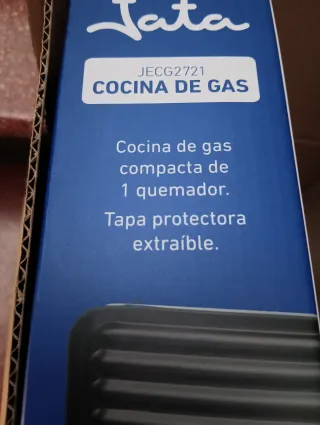 Jata
JECG2721
COCINA DE GAS
Cocina de gas
compacta de
1 quemador.
Tapa protectora
extraíble.